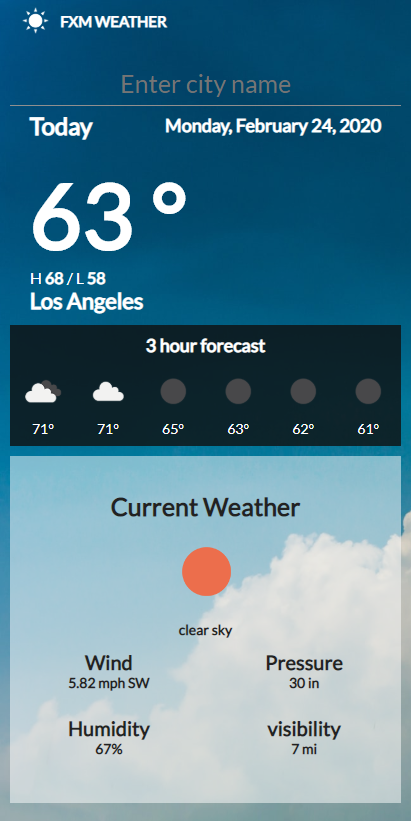 FXM WEATHER
Enter city name
Today Monday, February 24, 2020
63°
H 68 / L 58
Los Angeles
3 hour forecast
71° 71° 65° 63° 62° 61°
Current Weather
clear sky
Wind Pressure
5.82 mph SW 30 in
Humidity visibility
67% 7 mi